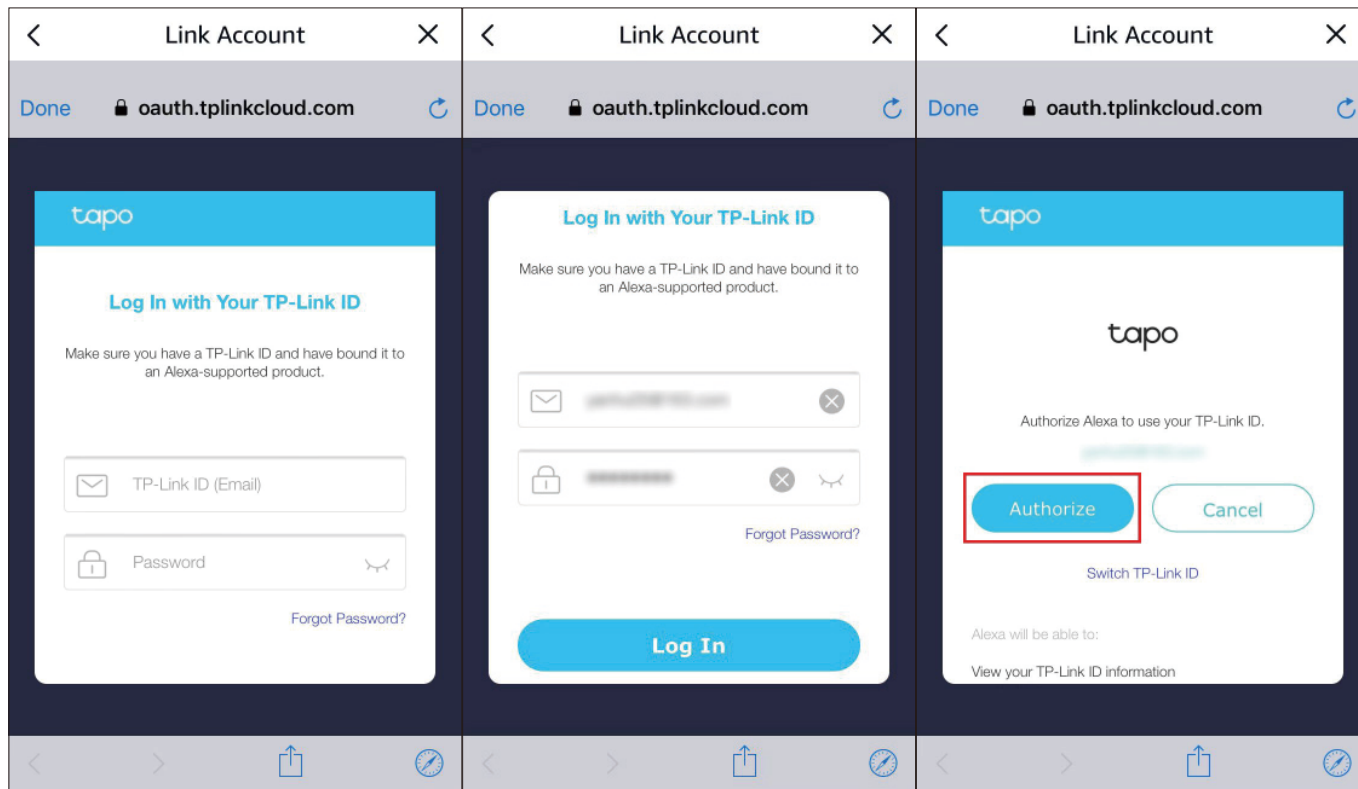 Link Account
Done
oauth.tplinkcloud.com
tapo
Log In with Your TP-Link ID
Make sure you have a TP-Link ID and have bound it to
an Alexa-supported product.
TP-Link ID (Email)
Password
Forgot Password?
Link Account
Done
oauth.tplinkcloud.com
Log In with Your TP-Link ID
Make sure you have a TP-Link ID and have bound it to
an Alexa-supported product.
Forgot Password?
Log In
Link Account
Done
oauth.tplinkcloud.com
tapo
tapo
Authorize Alexa to use your TP-Link ID.
Authorize
Cancel
Switch TP-Link ID
Alexa will be able to:
View your TP-Link ID information